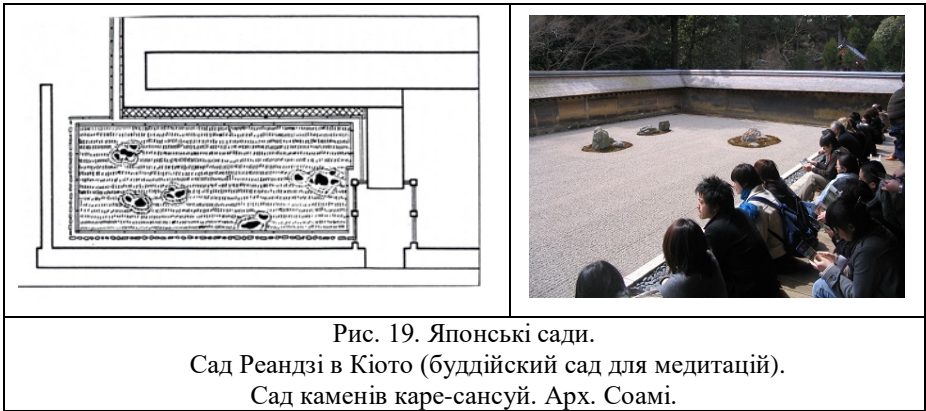 Рис. 19. Японські сади.
Сад Реандзі в Кіото (буддійский сад для медитацій).
Сад каменів каре-сансуй. Арх. Соамі.